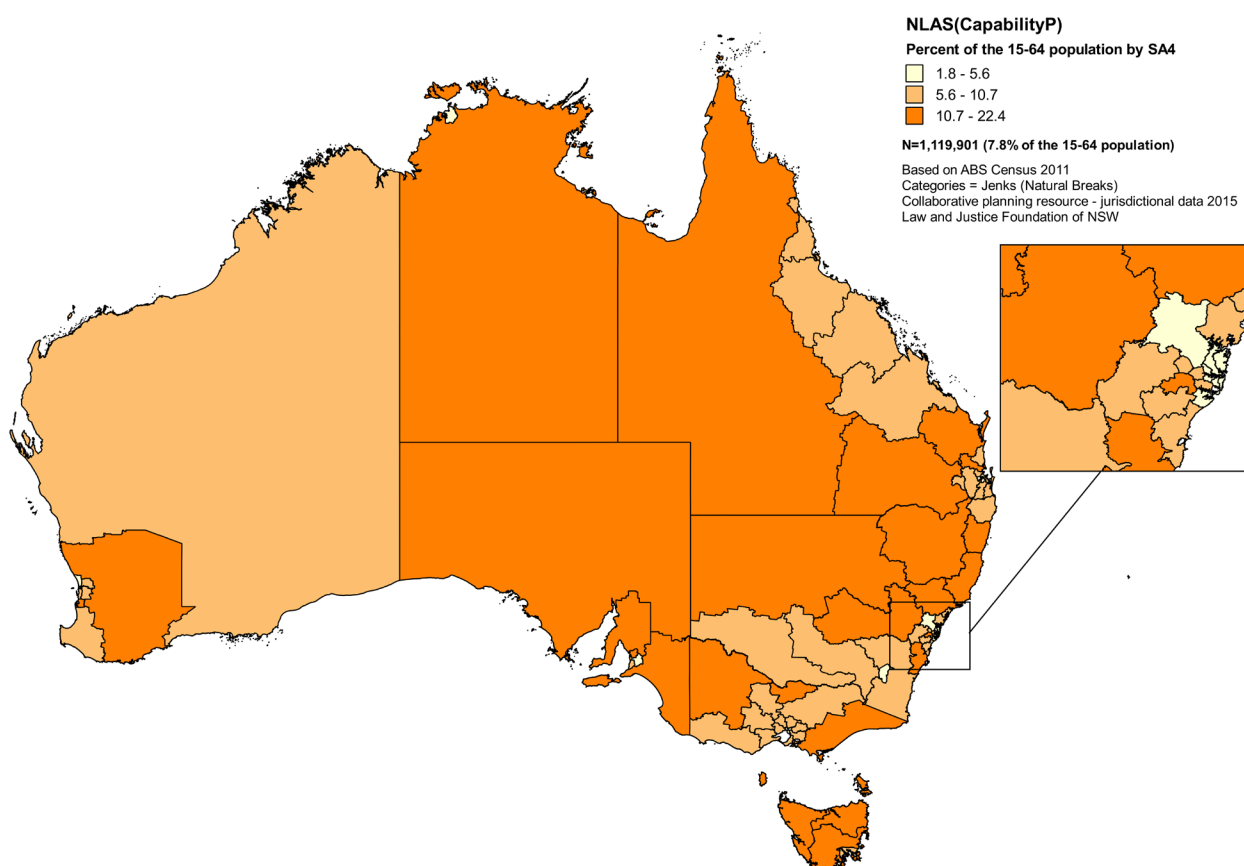 NLAS(CapabilityP)
Percent of the 15-64 population by SA4
1.8 - 5.6
5.6 - 10.7
10.7 - 22.4
N=1,119,901 (7.8% of the 15-64 population)
Based on ABS Census 2011
Categories = Jenks (Natural Breaks)
Collaborative planning resource - jurisdictional data 2015
Law and Justice Foundation of NSW